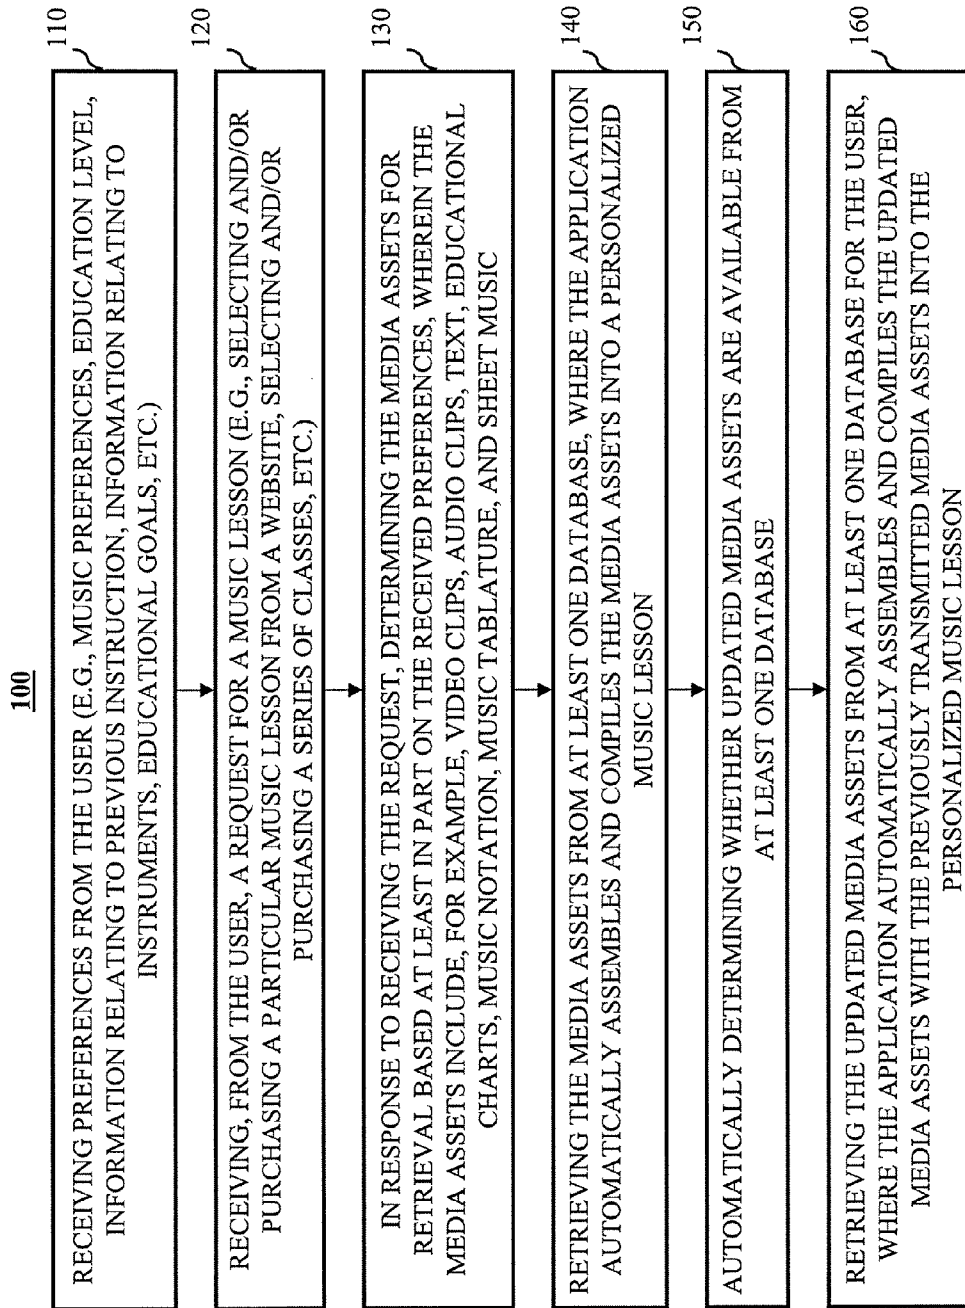 100
110
RECEIVING PREFERENCES FROM THE USER (E.G., MUSIC PREFERENCES, EDUCATION LEVEL,
INFORMATION RELATING TO PREVIOUS INSTRUCTION, INFORMATION RELATING TO
INSTRUMENTS, EDUCATIONAL GOALS, ETC.)
120
RECEIVING, FROM THE USER, A REQUEST FOR A MUSIC LESSON (E.G., SELECTING AND/OR
PURCHASING A PARTICULAR MUSIC LESSON FROM A WEBSITE, SELECTING AND/OR
PURCHASING A SERIES OF CLASSES, ETC.)
130
IN RESPONSE TO RECEIVING THE REQUEST, DETERMINING THE MEDIA ASSETS FOR
RETRIEVAL BASED AT LEAST IN PART ON THE RECEIVED PREFERENCES, WHEREIN THE
MEDIA ASSETS INCLUDE, FOR EXAMPLE, VIDEO CLIPS, AUDIO CLIPS, TEXT, EDUCATIONAL
CHARTS, MUSIC NOTATION, MUSIC TABLATURE, AND SHEET MUSIC
140
RETRIEVING THE MEDIA ASSETS FROM AT LEAST ONE DATABASE, WHERE THE APPLICATION
AUTOMATICALLY ASSEMBLES AND COMPILES THE MEDIA ASSETS INTO A PERSONALIZED
MUSIC LESSON
150
AUTOMATICALLY DETERMINING WHETHER UPDATED MEDIA ASSETS ARE AVAILABLE FROM
AT LEAST ONE DATABASE
160
RETRIEVING THE UPDATED MEDIA ASSETS FROM AT LEAST ONE DATABASE FOR THE USER,
WHERE THE APPLICATION AUTOMATICALLY ASSEMBLES AND COMPILES THE UPDATED
MEDIA ASSETS WITH THE PREVIOUSLY TRANSMITTED MEDIA ASSETS INTO THE
PERSONALIZED MUSIC LESSON